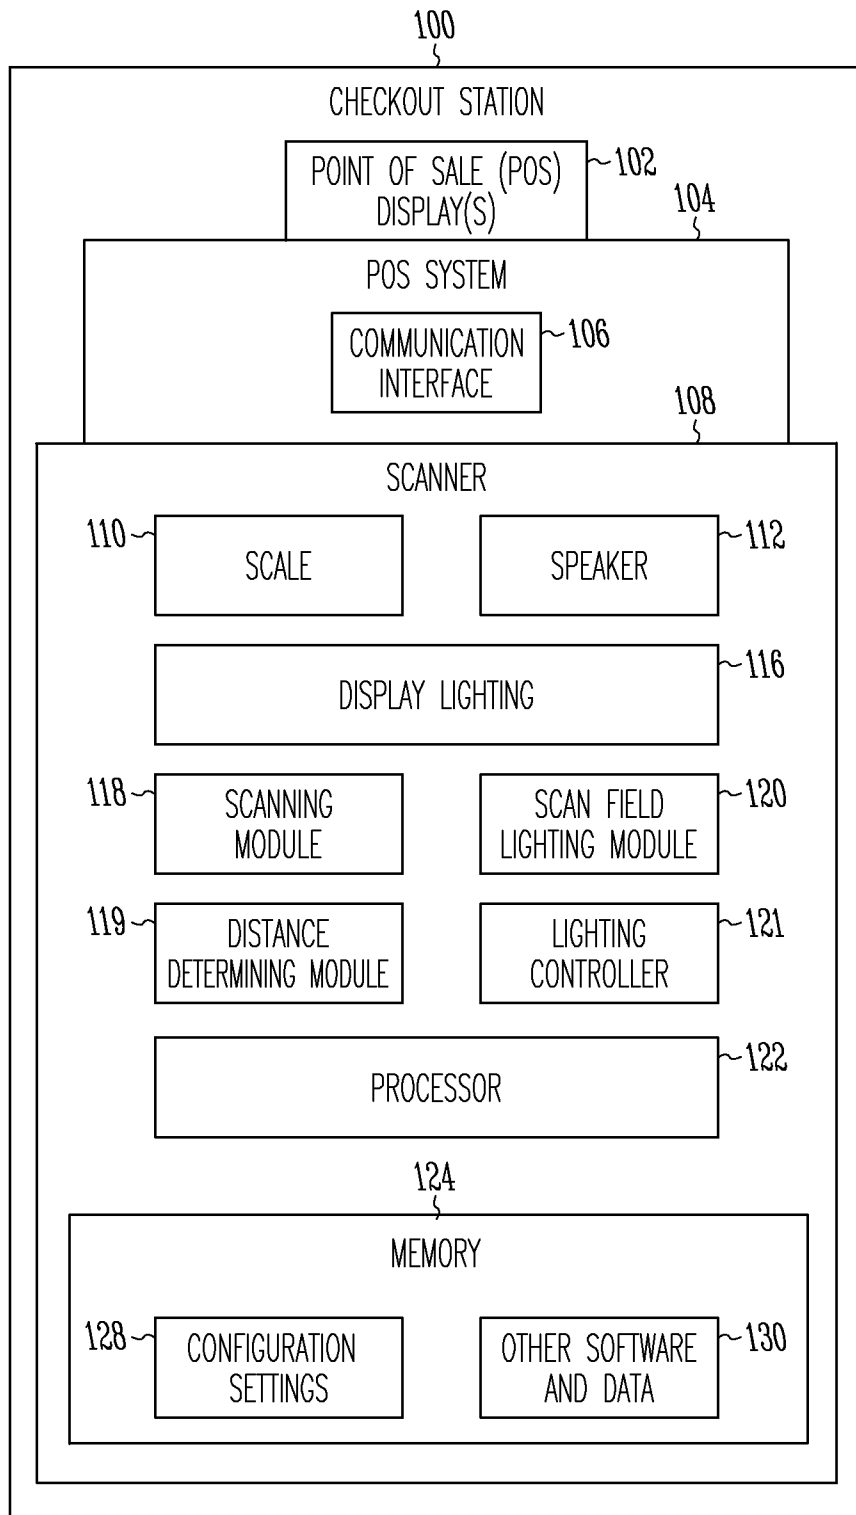 100
CHECKOUT STATION
POINT OF SALE (POS)
DISPLAY(S)
102
104
POS SYSTEM
COMMUNICATION
INTERFACE
106
108
SCANNER
110
SCALE
SPEAKER
112
DISPLAY LIGHTING
116
118
SCANNING
MODULE
SCAN FIELD
LIGHTING MODULE
120
119
DISTANCE
DETERMINING MODULE
LIGHTING
CONTROLLER
121
PROCESSOR
122
124
MEMORY
128
CONFIGURATION
SETTINGS
OTHER SOFTWARE
AND DATA
130